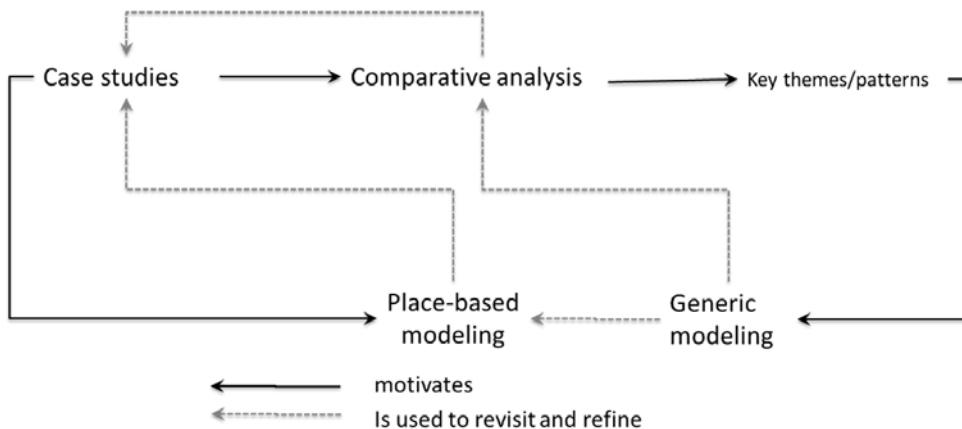 Case studies
Comparative analysis
Key themes/patterns
Place-based
modeling
Generic
modeling
motivates
Is used to revisit and refine